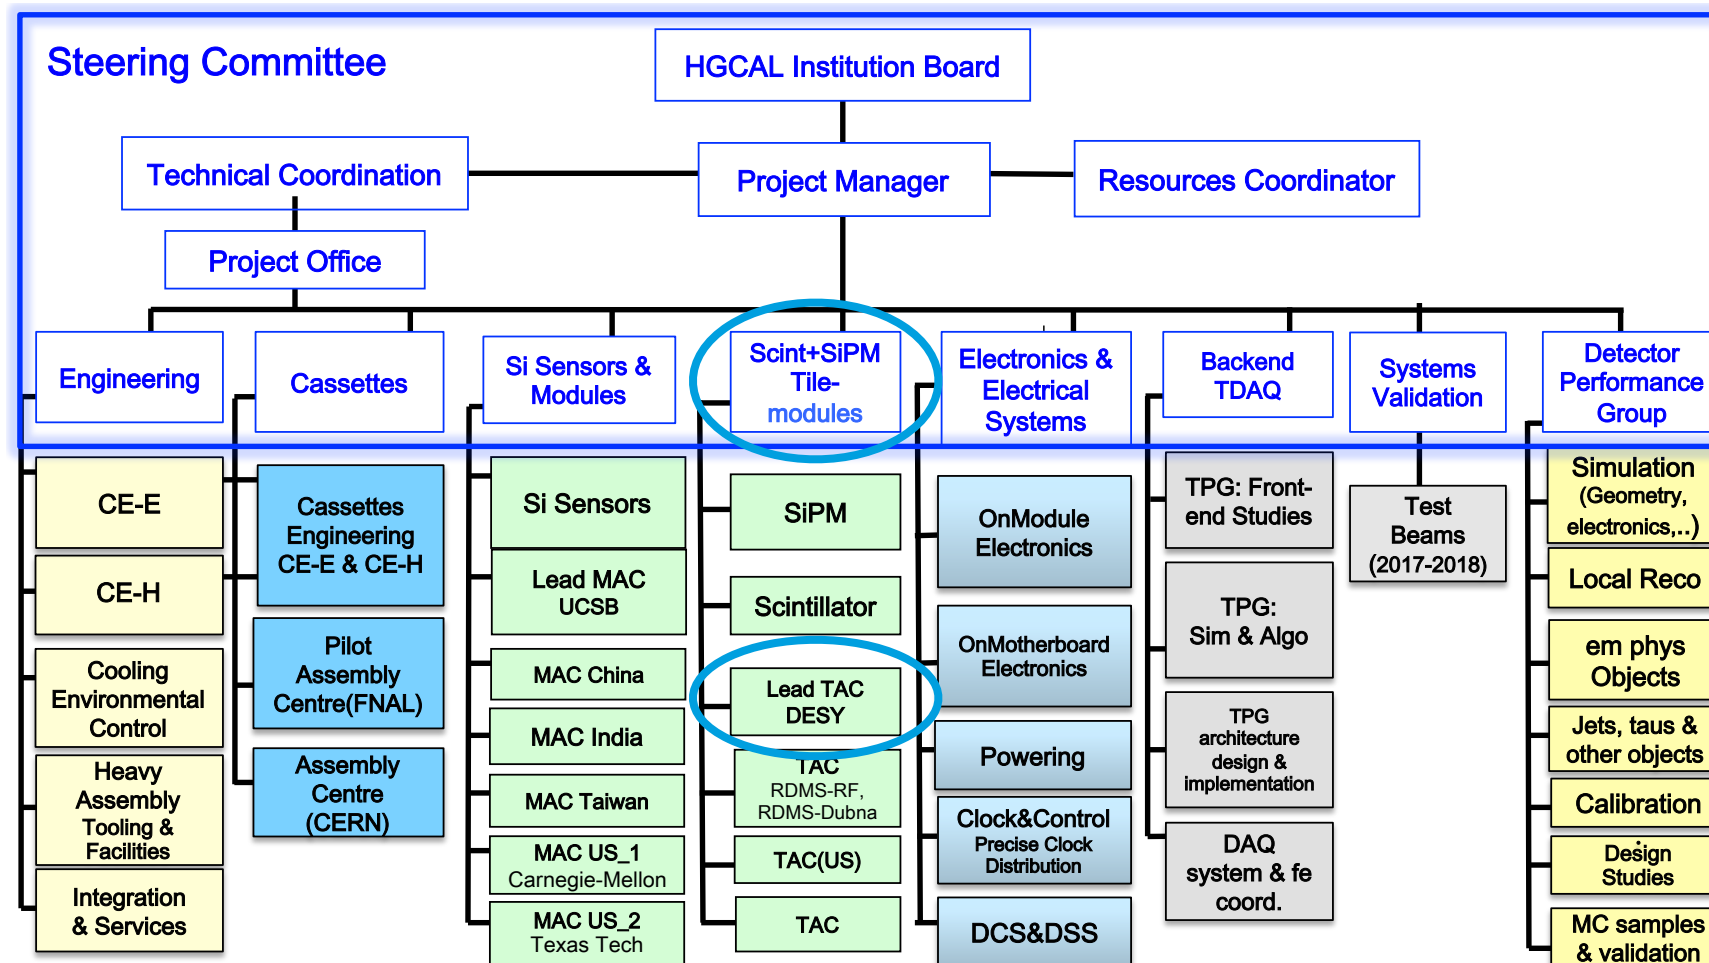 Steering Committee
HGCAL Institution Board
Technical Coordination
Project Manager
Resources Coordinator
Project Office
Engineering
Cassettes
Si Sensors &
Modules
Scint+SiPM
Tile-
modules
Electronics &
Electrical
Systems
Backend
TDAQ
Systems
Validation
Detector
Performance
Group
CE-E
CE-H
Cooling
Environmental
Control
Heavy
Assembly
Tooling &
Facilities
Integration
& Services
Cassettes
Engineering
CE-E & CE-H
Pilot
Assembly
Centre(FNAL)
Assembly
Centre
(CERN)
Si Sensors
Lead MAC
UCSB
MAC China
MAC India
MAC Taiwan
MAC US_1
Carnegie-Mellon
MAC US_2
Texas Tech
SiPM
Scintillator
Lead TAC
DESY
TAC
RDMS-RF,
RDMS-Dubna
TAC(US)
TAC
OnModule
Electronics
OnMotherboard
Electronics
Powering
Clock&Control
Precise Clock
Distribution
DCS&DSS
TPG: Front-
end Studies
TPG:
Sim & Algo
TPG
architecture
design &
implementation
DAQ
system & fe
coord.
Test
Beams
(2017-2018)
Simulation
(Geometry,
electronics,..)
Local Reco
em phys
Objects
Jets, taus &
other objects
Calibration
Design
Studies
MC samples
& validation